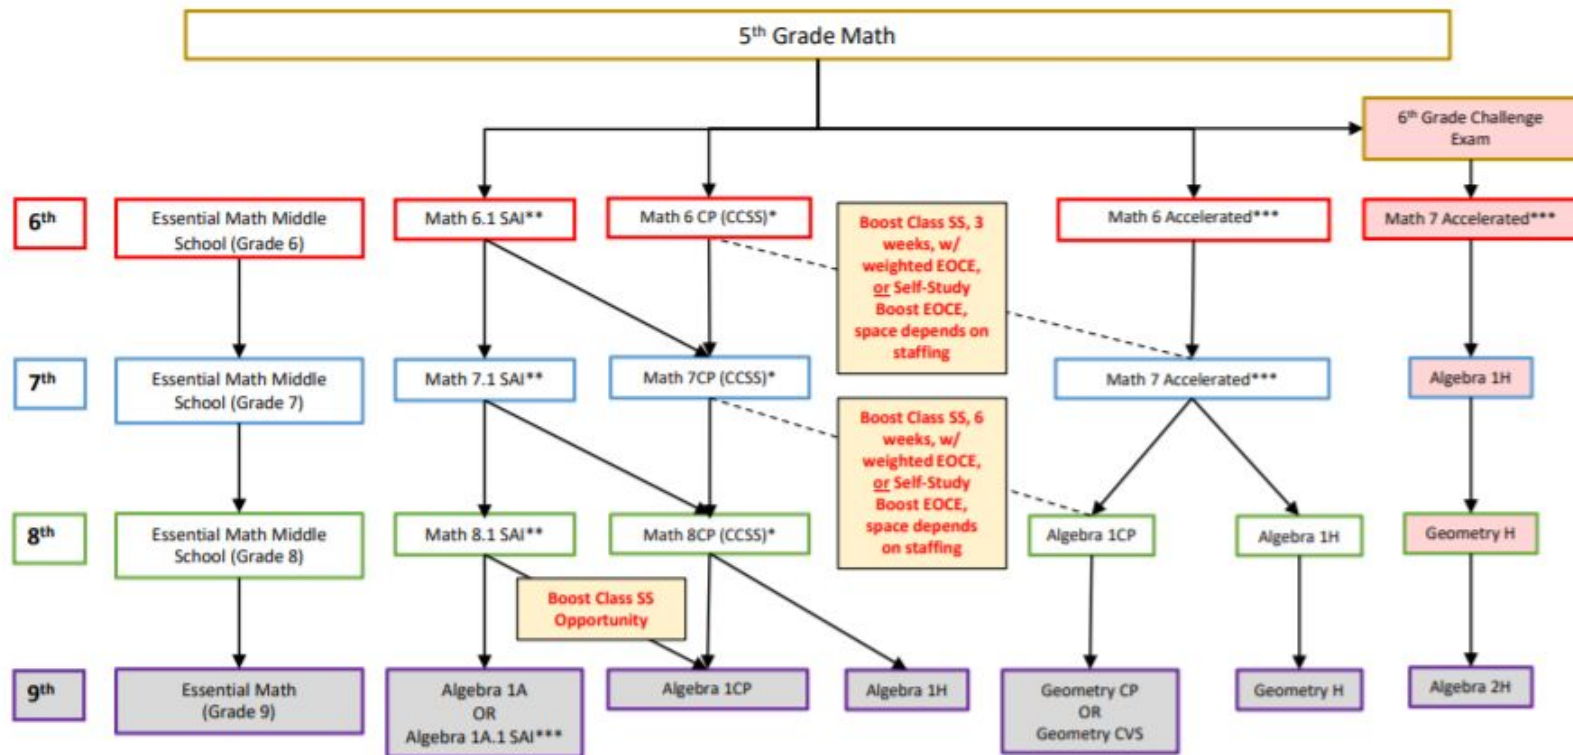 5th Grade Math
6th Grade Challenge
Exam
6th
Essential Math Middle
School (Grade 6)
Math 6.1 SAI**
Math 6 CP (CCSS)*
Boost Class SS, 3
weeks, w/
weighted EOCE,
or Self-Study
Boost EOCE,
space depends on
staffing
Math 6 Accelerated***
Math 7 Accelerated***
7th
Essential Math Middle
School (Grade 7)
Math 7.1 SAI**
Math 7CP (CCSS)*
Math 7 Accelerated***
Algebra 1H
Boost Class SS, 6
weeks, w/
weighted EOCE,
or Self-Study
Boost EOCE,
space depends
on staffing
8th
Essential Math Middle
School (Grade 8)
Math 8.1 SAI**
Math 8CP (CCSS)*
Algebra 1CP
Algebra 1H
Geometry H
Boost Class SS
Opportunity
9th
Essential Math
(Grade 9)
Algebra 1A
OR
Algebra 1A.1 SAI***
Algebra 1CP
Algebra 1H
Geometry CP
OR
Geometry CVS
Geometry H
Algebra 2H